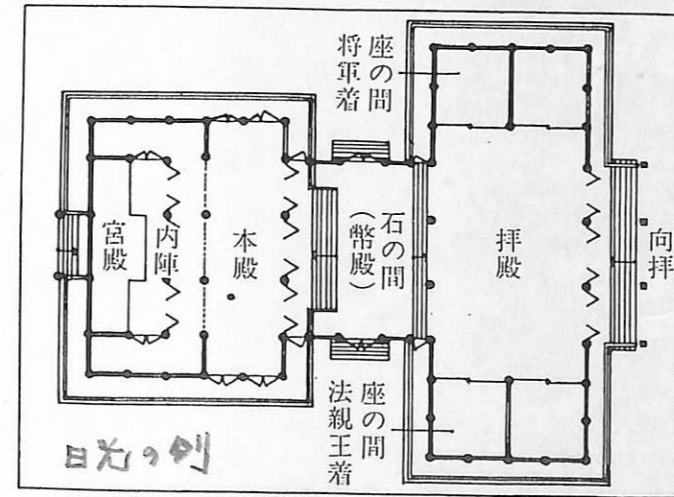 将軍着
座の間
向拝
拝殿
石の間
（幣殿）
本殿
内陣
宮殿
法親王着
座の間
日光の例